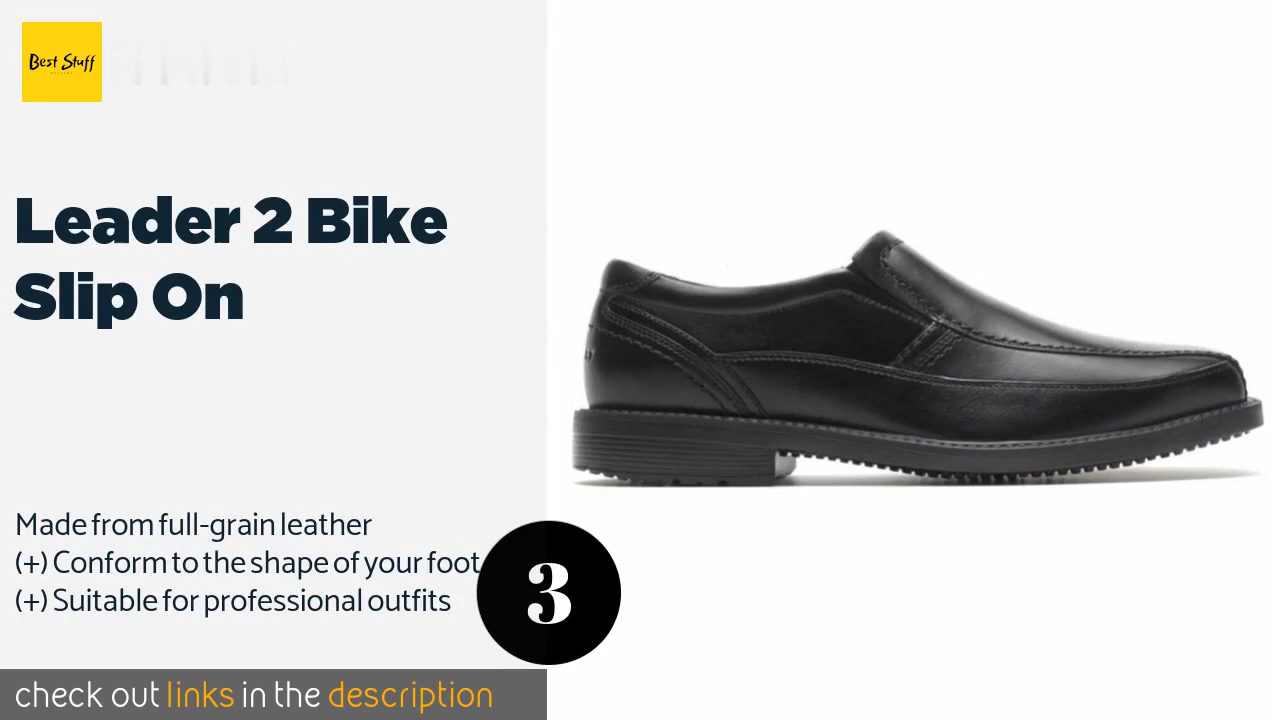 Best Stuff
Leader 2 Bike
Slip On
Made from full-grain leather
(+) Conform to the shape of your foot
(+) Suitable for professional outfits
3
check out links in the description